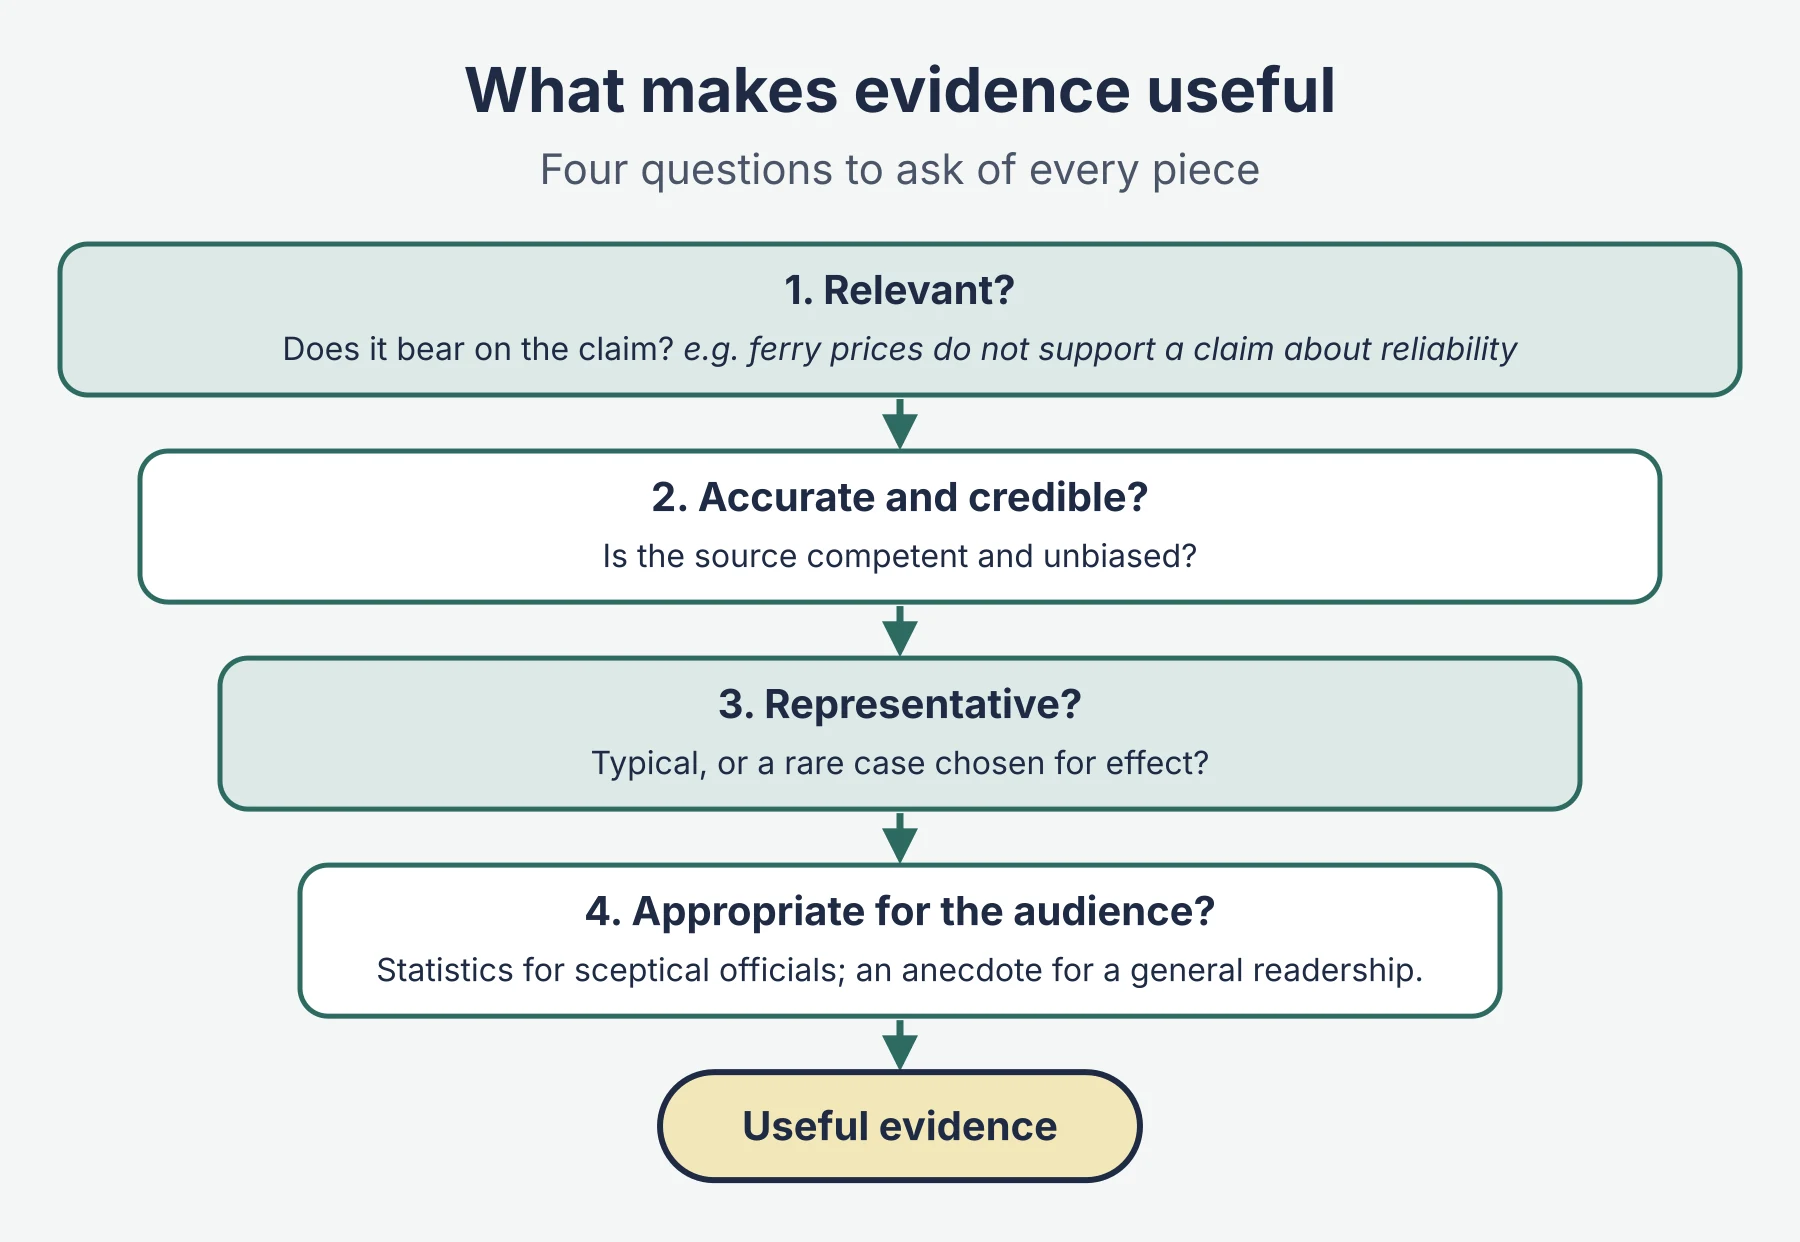 What makes evidence useful
Four questions to ask of every piece
1. Relevant?
Does it bear on the claim? e.g. ferry prices do not support a claim about reliability
2. Accurate and credible?
Is the source competent and unbiased?
3. Representative?
Typical, or a rare case chosen for effect?
4. Appropriate for the audience?
Statistics for sceptical officials; an anecdote for a general readership.
Useful evidence